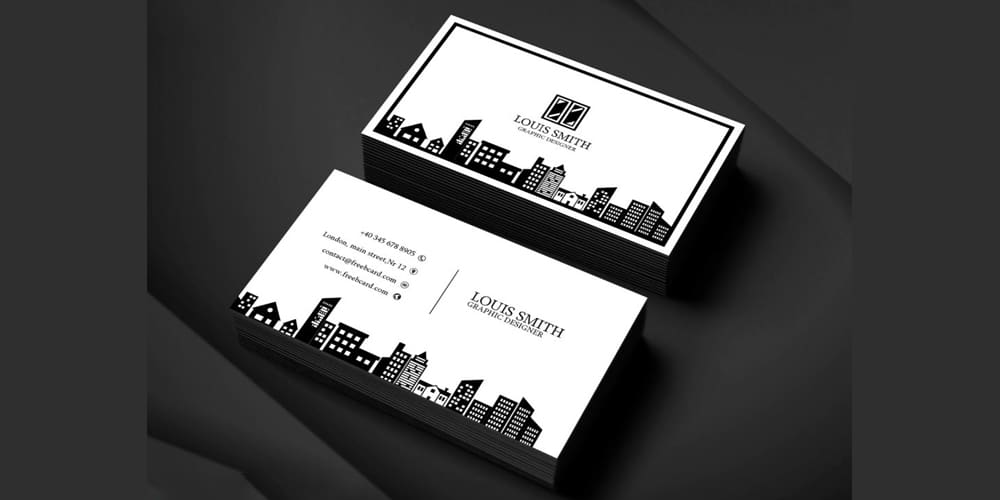 LOUIS SMITH
GRAPHIC DESIGNER
+40 345 678 8905
London, main street,Nr 12
contact@freebcard.com
www.freebcard.com
LOUIS SMITH
GRAPHIC DESIGNER